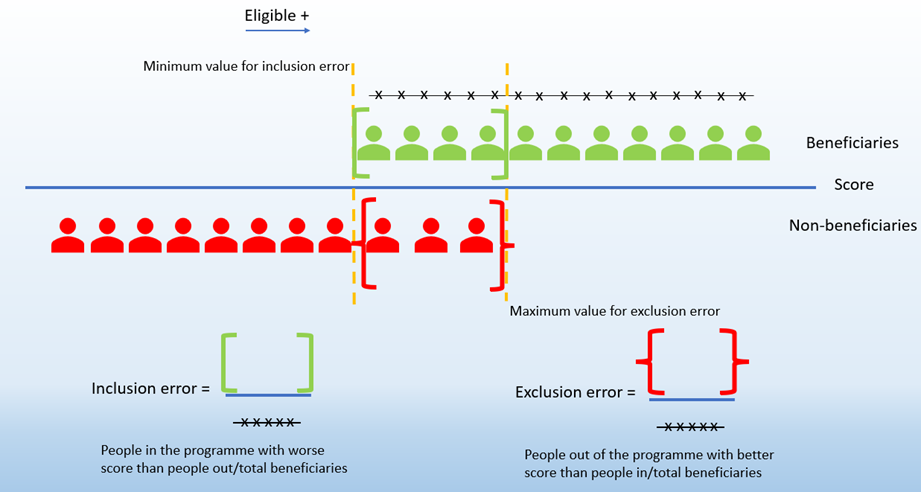 Eligible +
Minimum value for inclusion error
x x x x x x x x x x x x x x x x x
Beneficiaries
Score
Non-beneficiaries
Maximum value for exclusion error
Inclusion error =
x x x x x
People in the programme with worse
score than people out/total beneficiaries
Exclusion error =
x x x x x
People out of the programme with better
score than people in/total beneficiaries